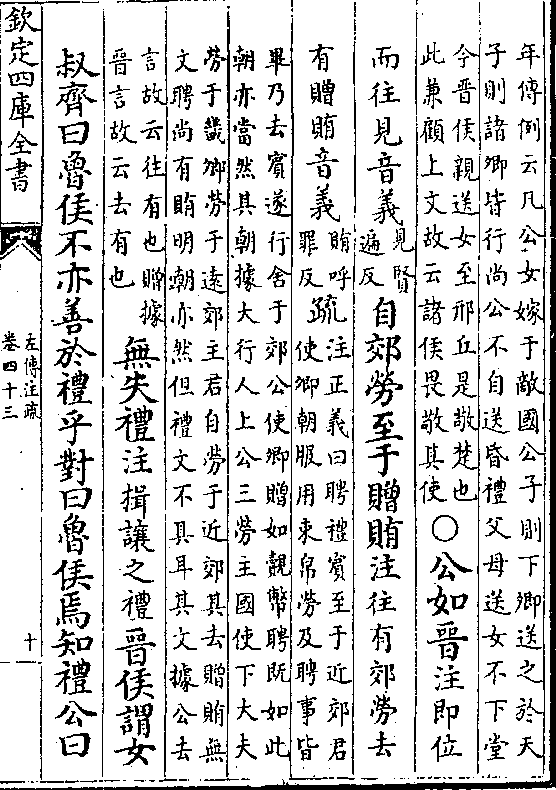 年傳例云凡公女嫁于敵國公子則下卿送之於天
子則諸卿皆行尚公不自送昏禮父母送女不下堂
今晉侯親送女至邢丘是敬楚也
此兼顧上文故云諸侯畏敬其使
○公如晉注即位
而往見音義
見賢
遍反
自郊勞至于贈賄注往有郊勞去
有贈賄音義
賄呼
罪反
疏
注正義曰聘禮賓至于近郊君
使卿朝服用束帛勞及聘事皆
畢乃去賓遂行舍于郊公使卿贈如覿幣聘既如此
朝亦當然其朝據大行人上公三勞主國使下大夫
勞于畿卿勞于遠郊主君自勞于近郊其去贈賄無
文聘尚有賄明朝亦然但禮文不具耳其文據公去
言故云往有也贈據
晉言故云去有也
無失禮注揖讓之禮晉侯謂女
叔齊曰魯侯不亦善於禮乎對曰魯侯焉知禮公曰
欽定四庫全書
左傳注疏
卷四十三
十